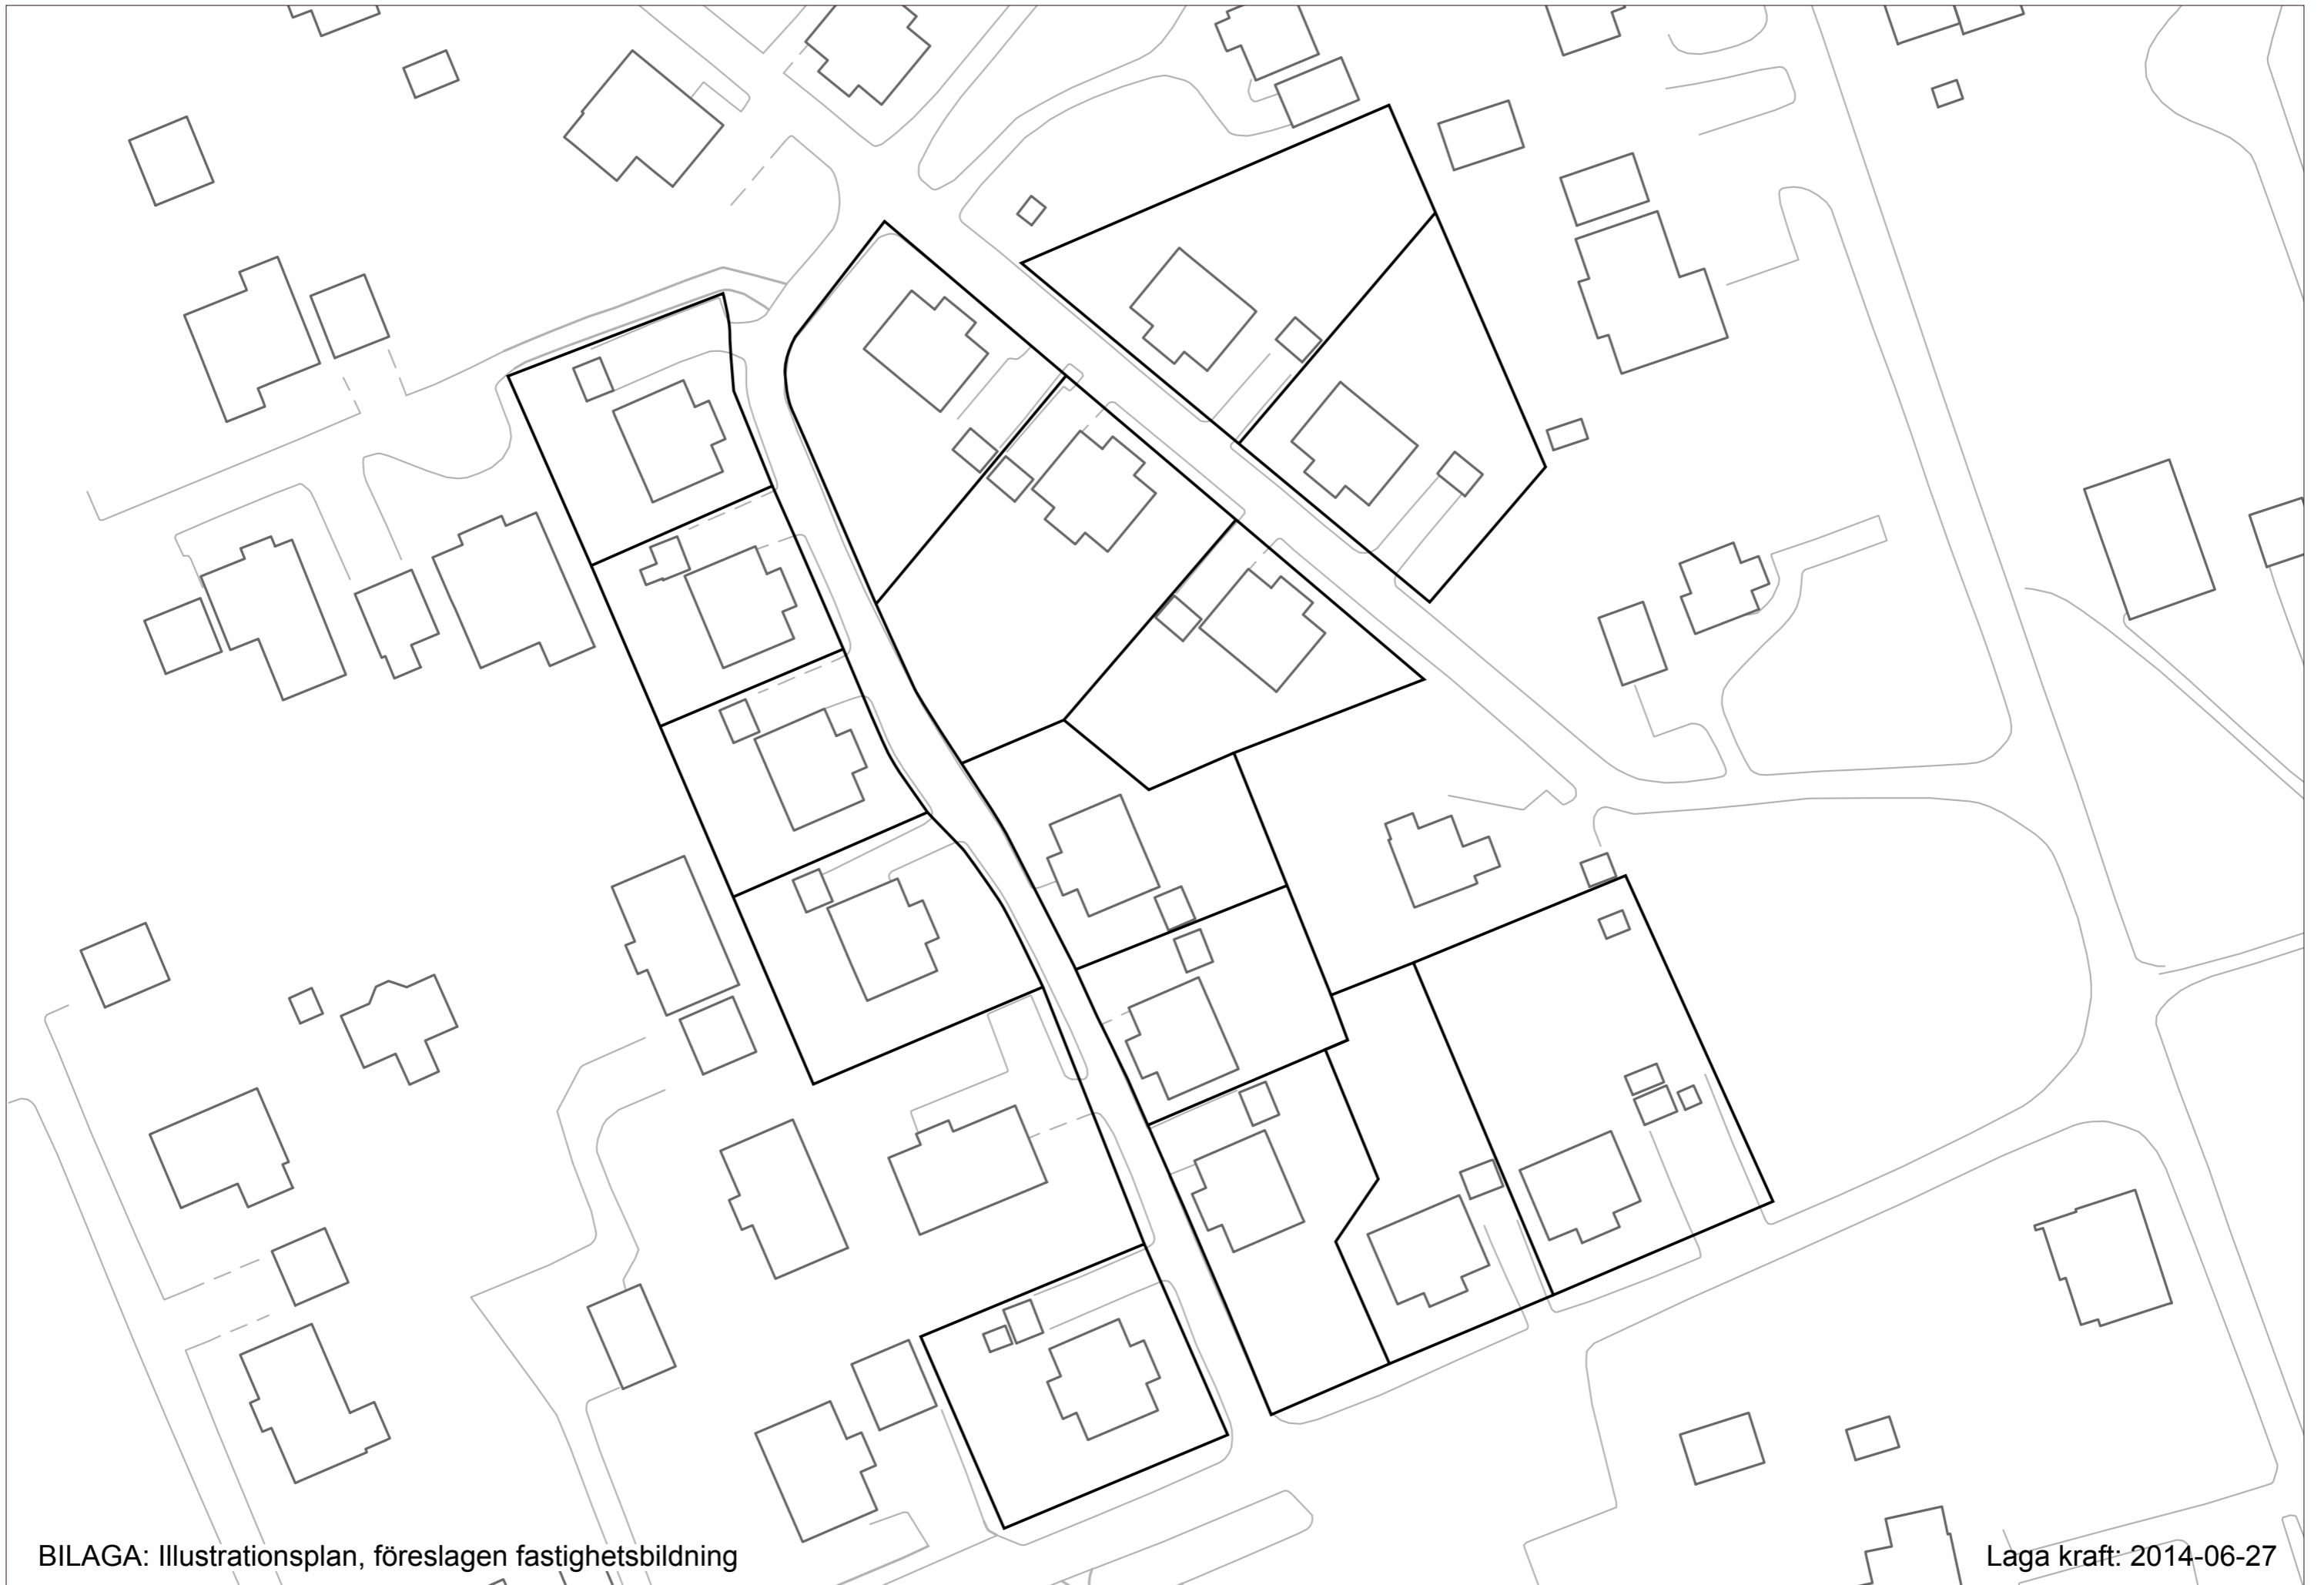 BILAGA: Illustrationsplan, föreslagen fastighetsbildning
Laga kraft: 2014-06-27